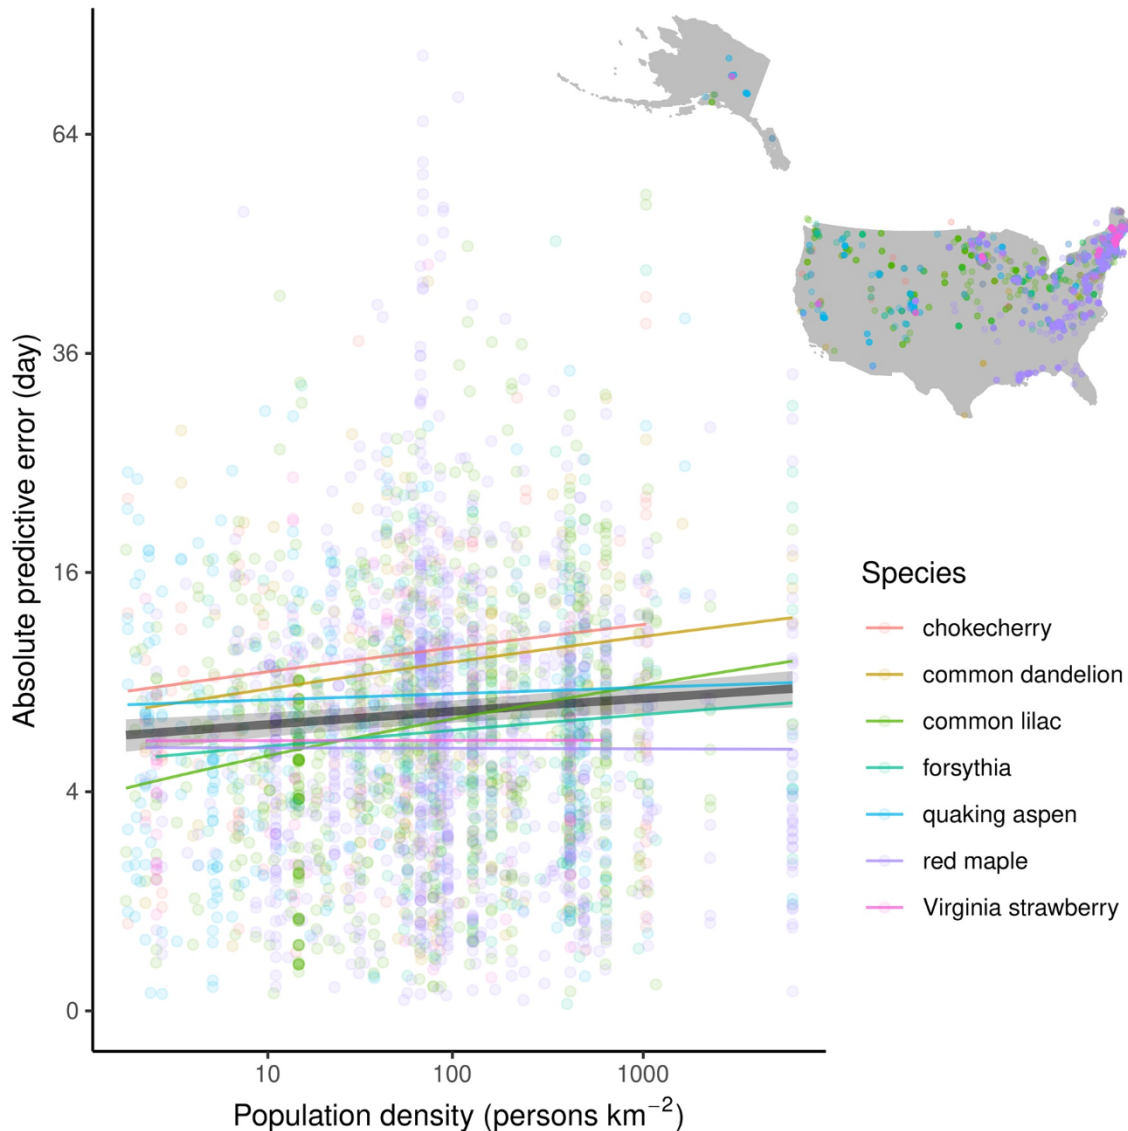 64
36
16
4
0
Absolute predictive error (day)
10
100
1000
Population density (persons km⁻²)
Species
chokecherry
common dandelion
common lilac
forsythia
quaking aspen
red maple
Virginia strawberry